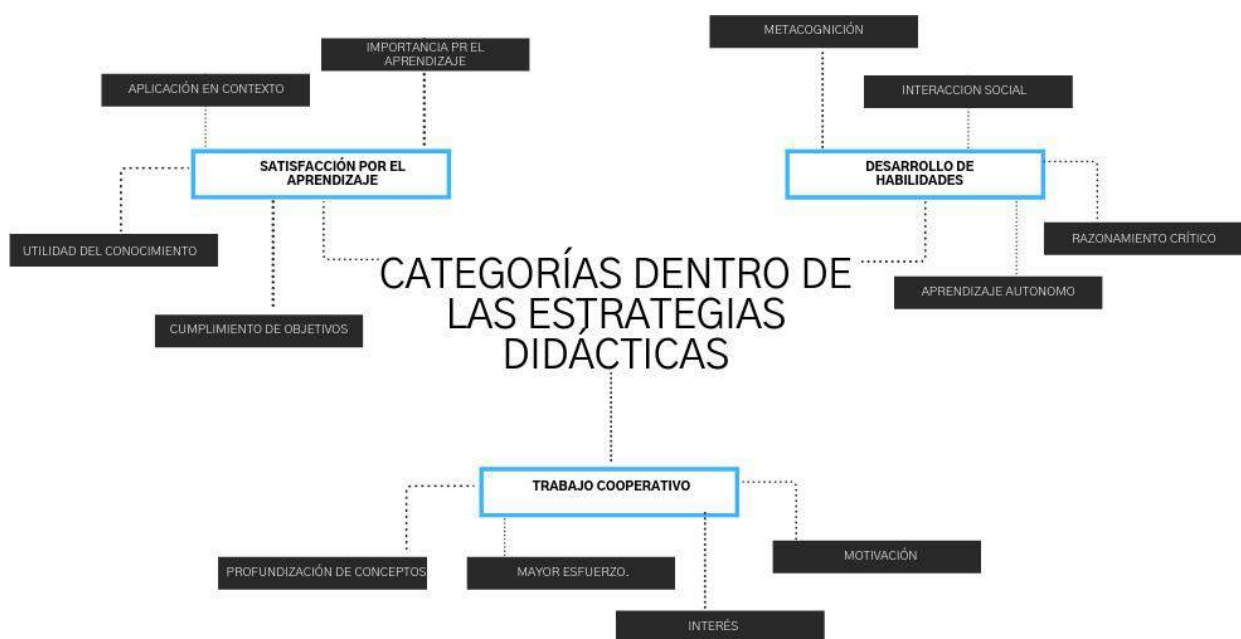 METACOGNICIÓN
IMPORTANCIA PR EL
APRENDIZAJE
APLICACIÓN EN CONTEXTO
INTERACCION SOCIAL
SATISFACCIÓN POR EL
APRENDIZAJE
DESARROLLO DE
HABILIDADES
UTILIDAD DEL CONOCIMIENTO
RAZONAMIENTO CRÍTICO
CATEGORÍAS DENTRO DE
LAS ESTRATEGIAS
DIDÁCTICAS
APRENDIZAJE AUTONOMO
CUMPLIMIENTO DE OBJETIVOS
TRABAJO COOPERATIVO
MOTIVACIÓN
PROFUNDIZACIÓN DE CONCEPTOS
MAYOR ESFUERZO.
INTERÉS